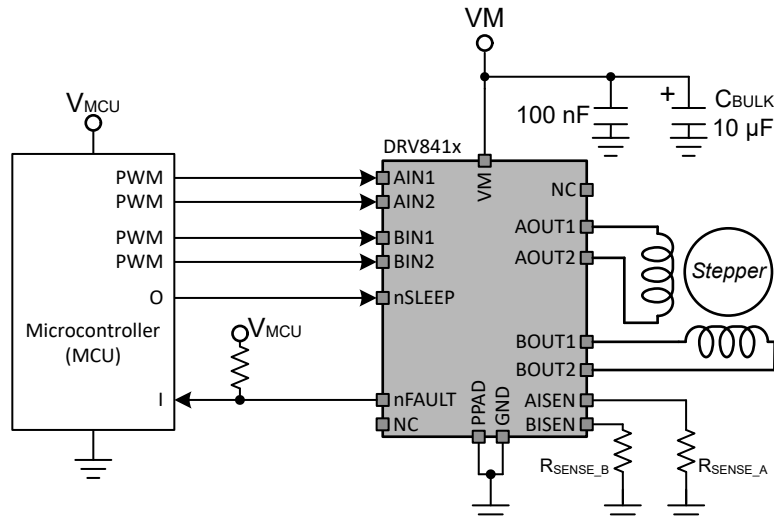 VM
VMCU
100 nF
+
CBULK
10 µF
DRV841x
PWM
AIN1
VM
NC
PWM
AIN2
AOUT1
PWM
BIN1
AOUT2
Stepper
PWM
BIN2
O
nSLEEP
Microcontroller
(MCU)
VMCU
BOUT1
BOUT2
I
nFAULT
PPAD
GND
AISEN
NC
BISEN
RSENSE_B
RSENSE_A